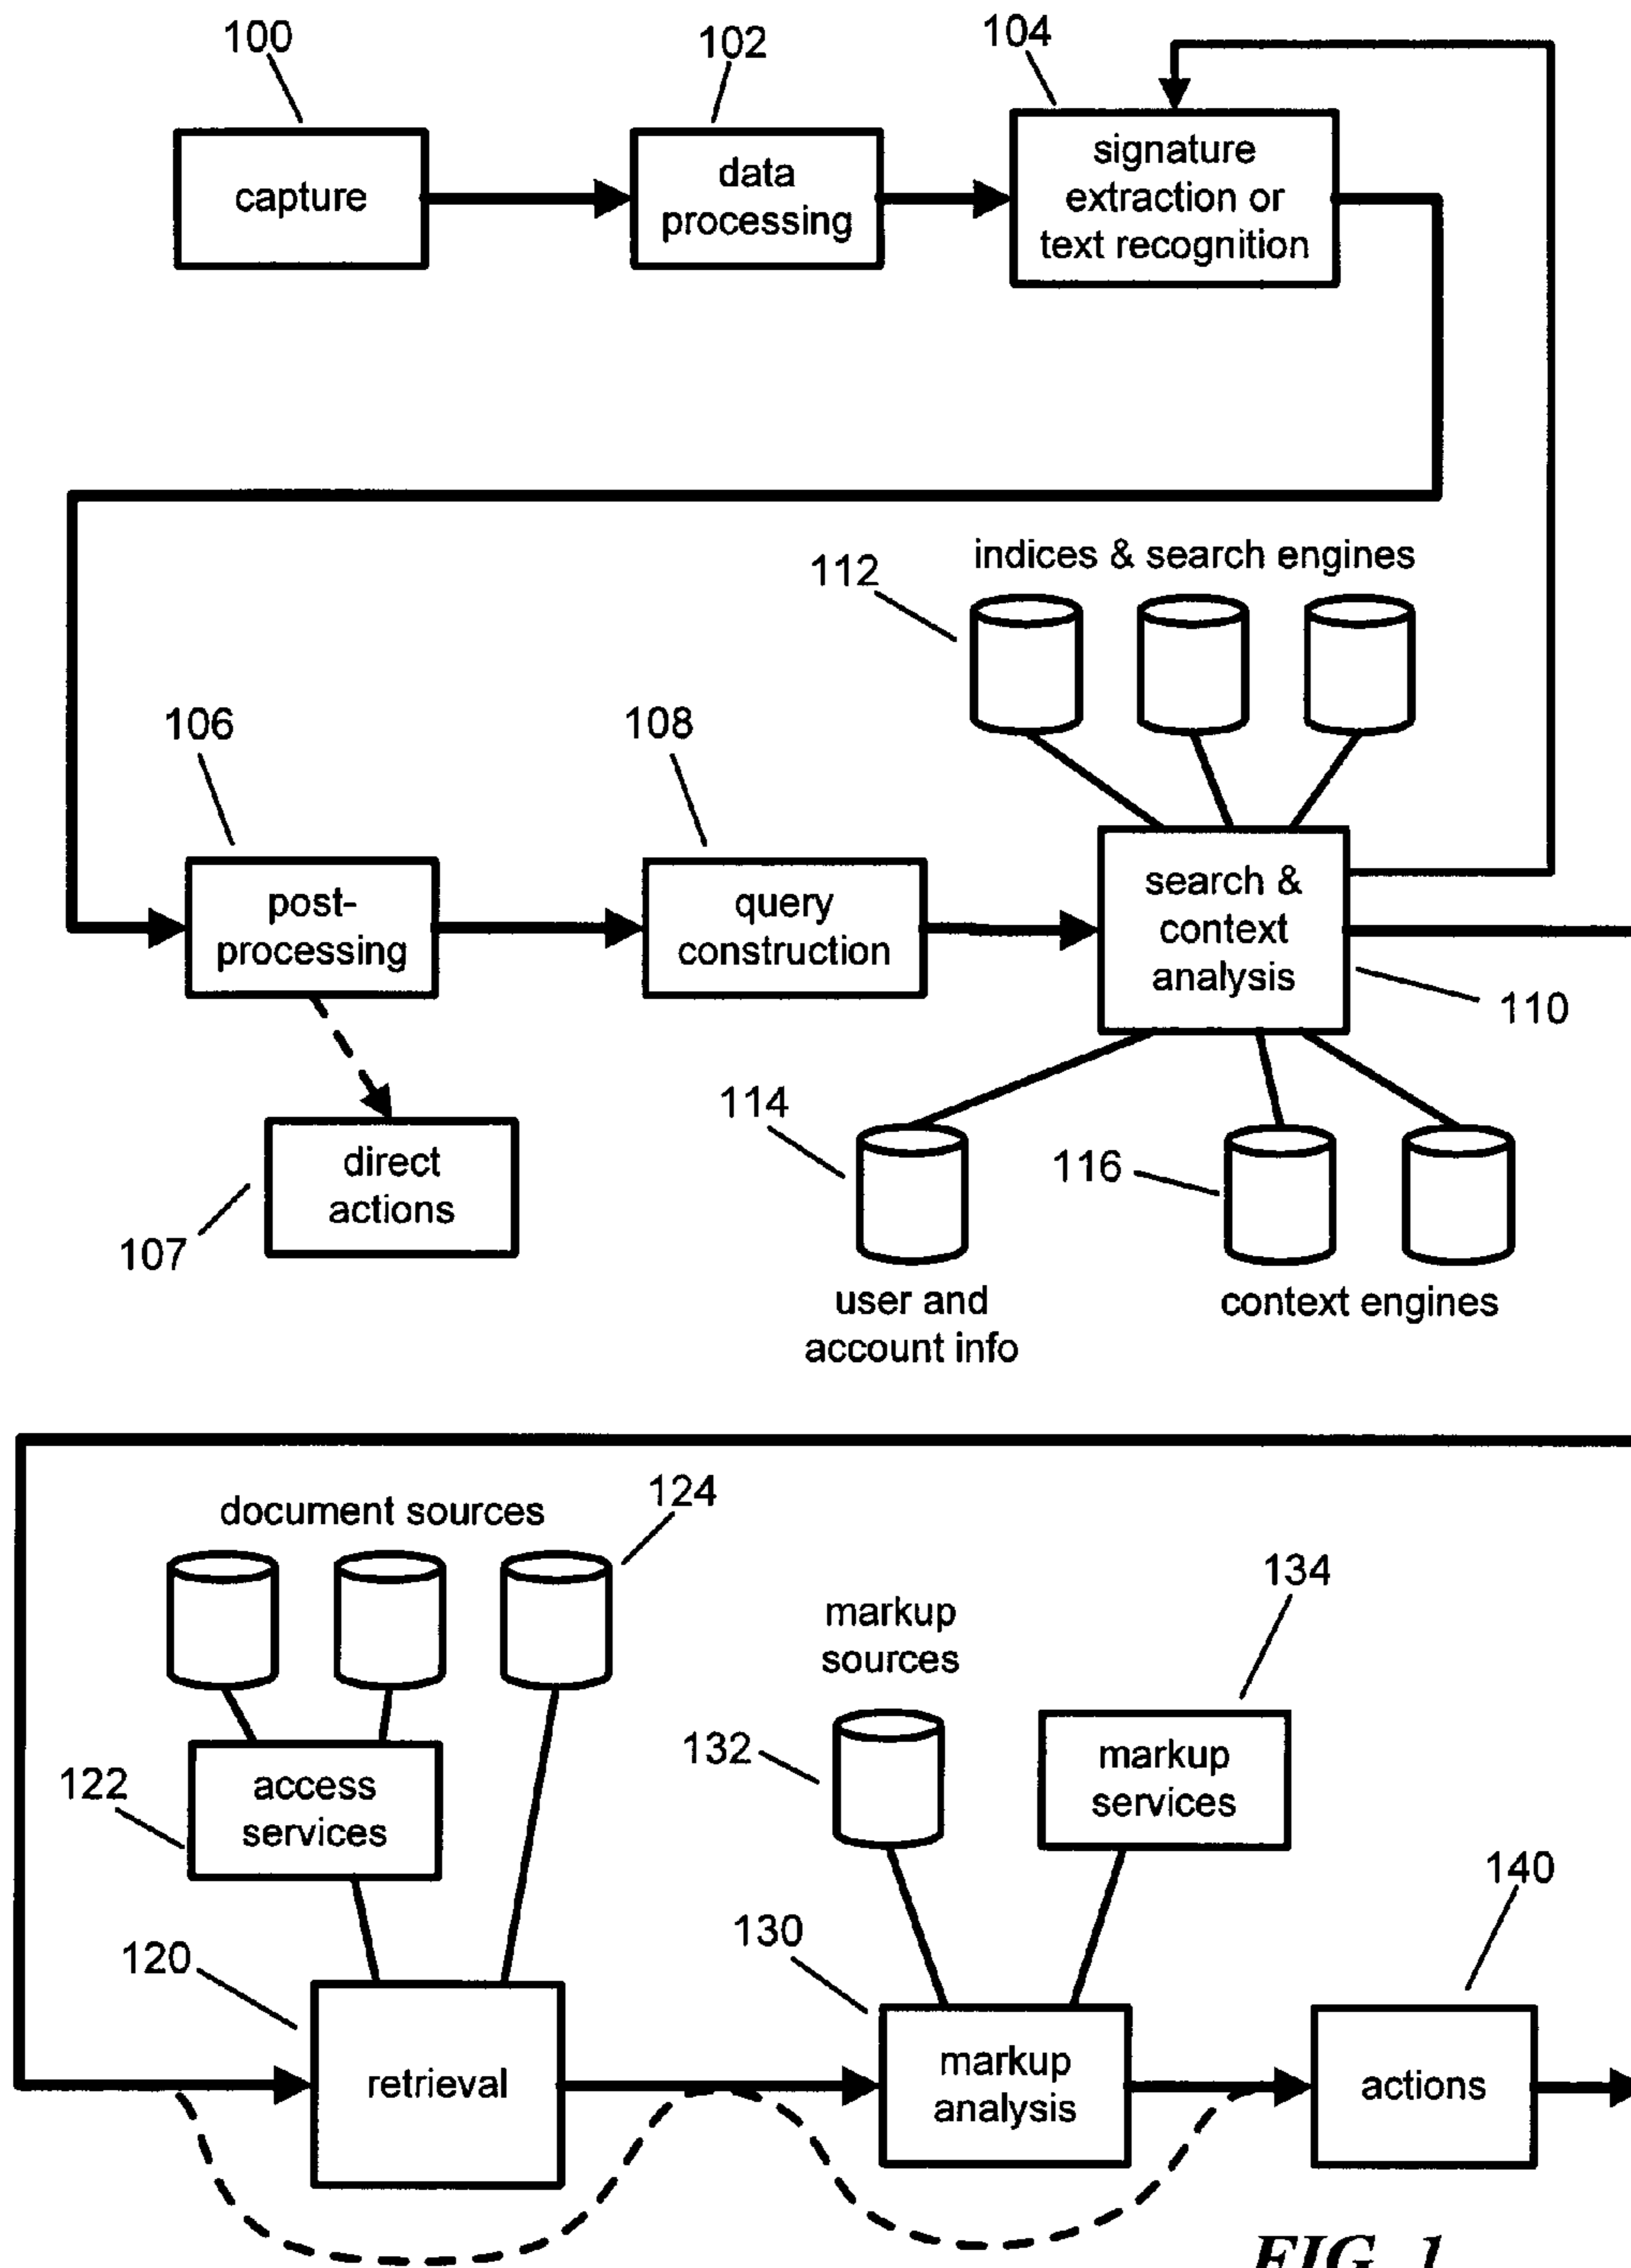 100
102
104
capture
data
processing
signature
extraction or
text recognition
indices & search engines
112
106
108
post-
processing
query
construction
search &
context
analysis
110
114
116
direct
actions
107
user and
account info
context engines
document sources
124
134
markup
sources
132
markup
services
122
access
services
140
120
130
retrieval
markup
analysis
actions
FIG. 1